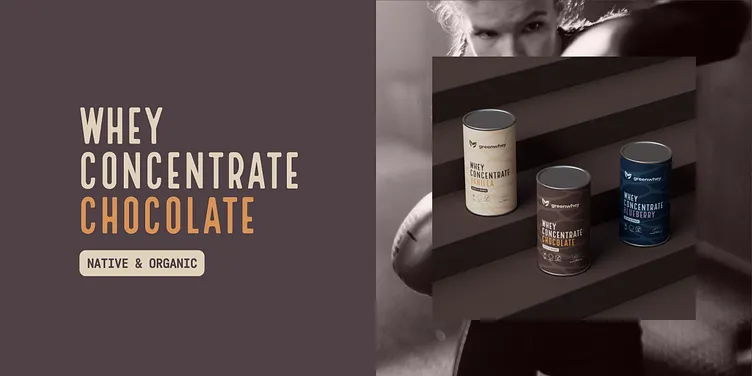 WHEY
CONCENTRATE
CHOCOLATE
NATIVE & ORGANIC
greenwhey
WHEY
CONCENTRATE
VANILLA
greenwhey
WHEY
CONCENTRATE
CHOCOLATE
greenwhey
WHEY
CONCENTRATE
BLUEBERRY